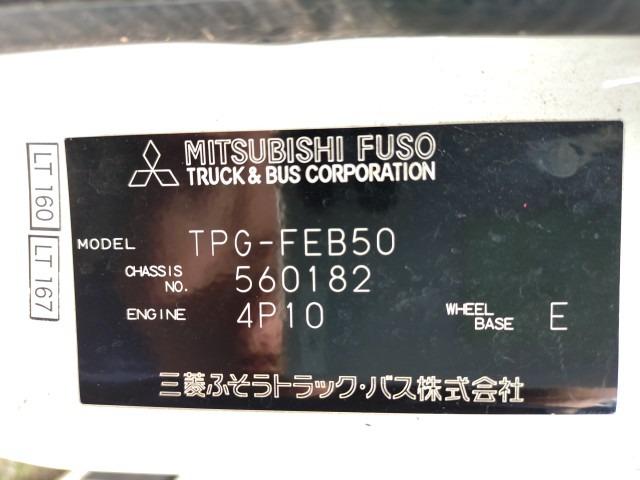 MITSUBISHI FUSO
TRUCK & BUS CORPORATION
LT 160
LT 167
MODEL TPG-FEB50
CHASSIS NO. 560182
ENGINE 4P10 WHEEL BASE E
三菱ふそうトラック・バス株式会社